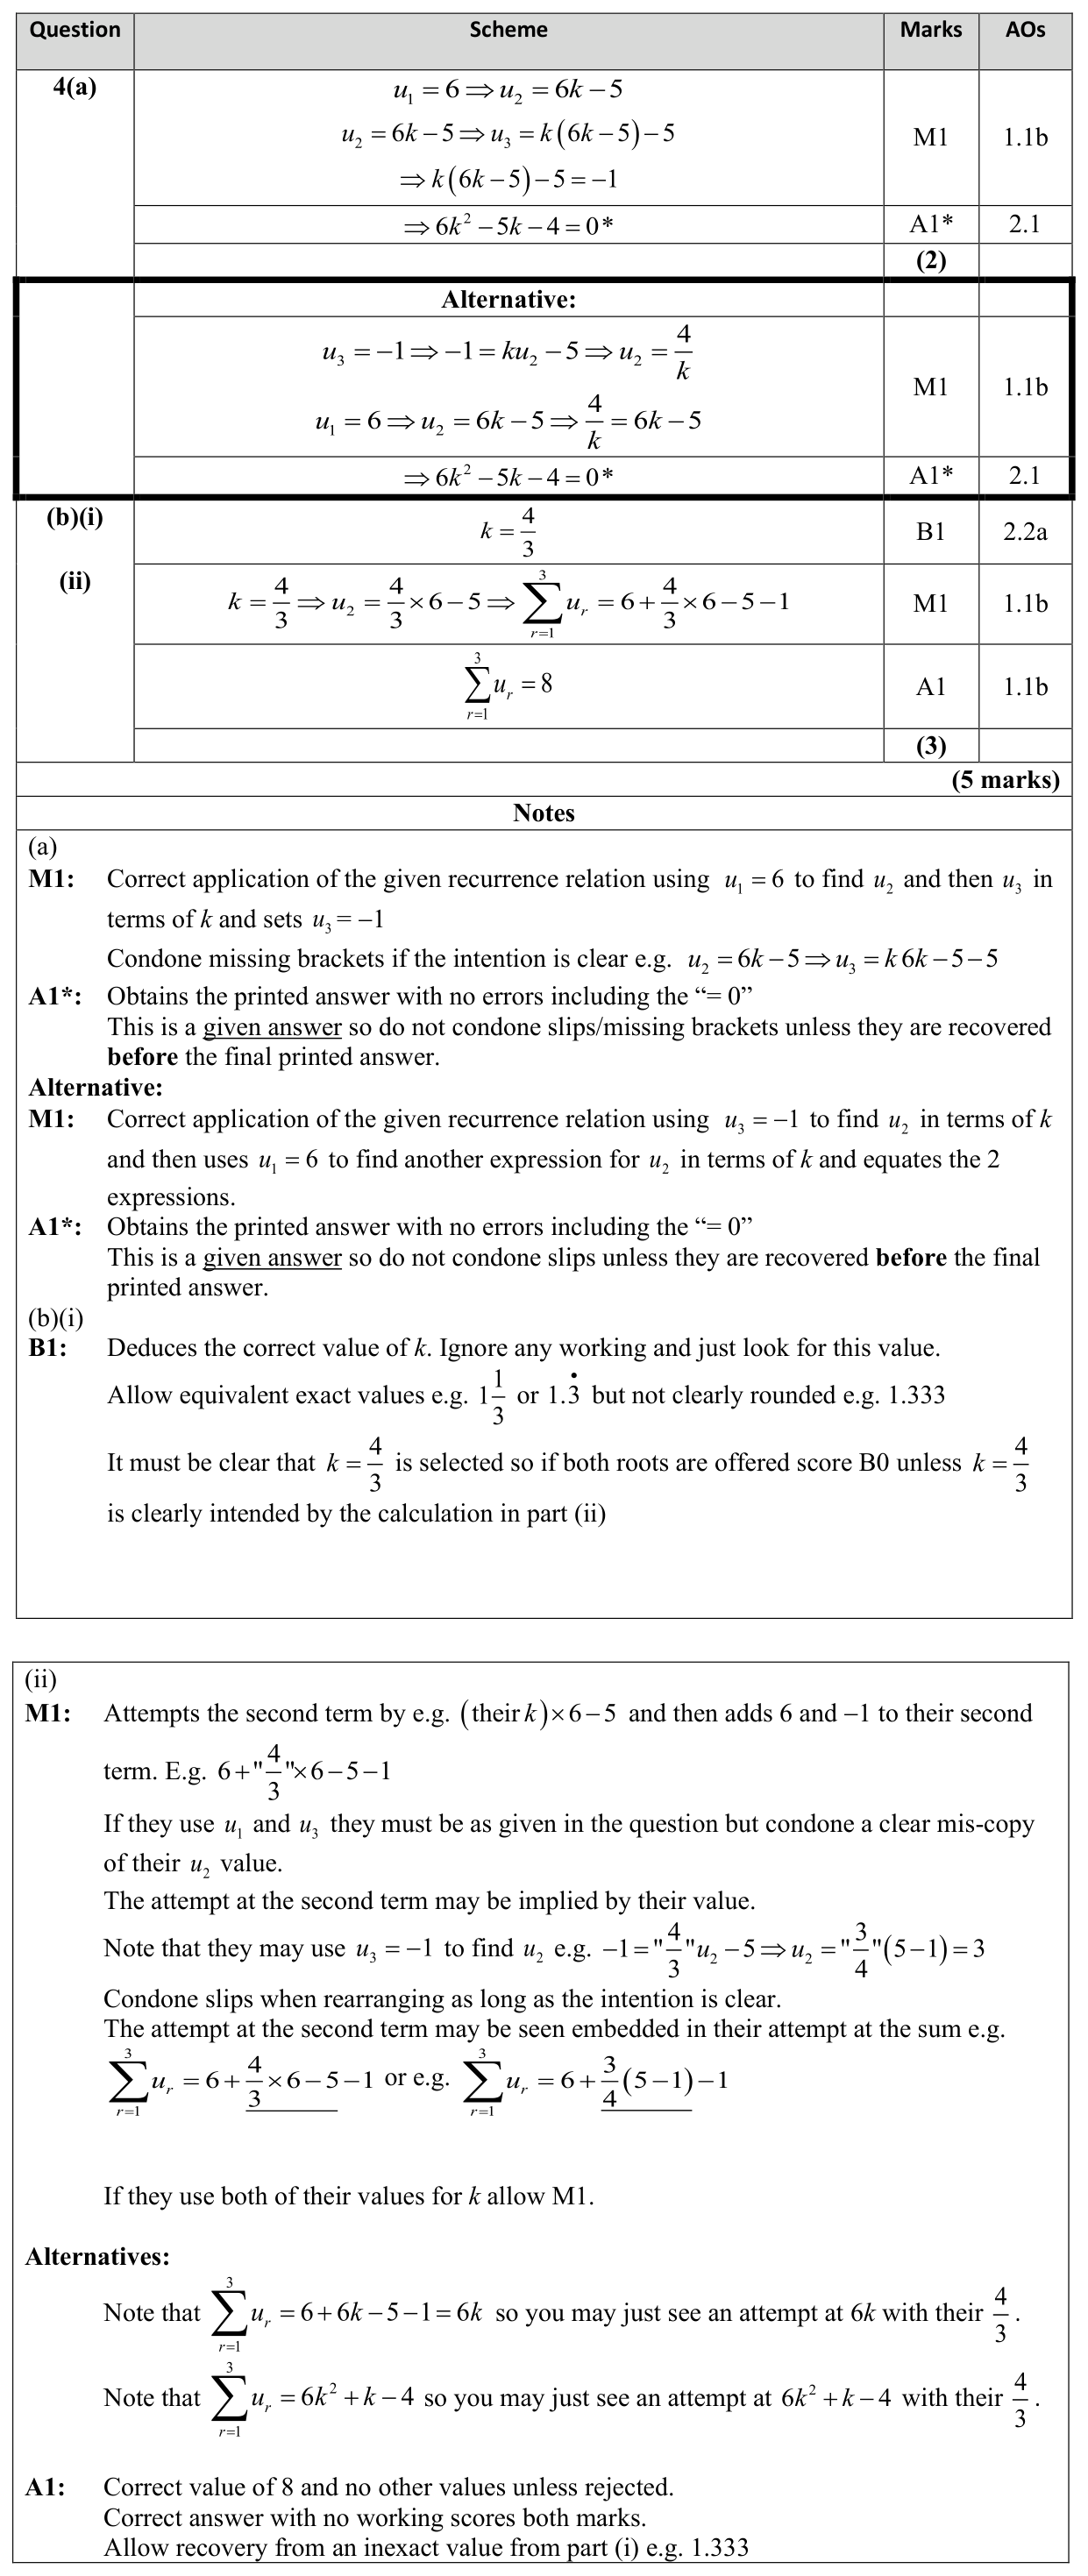 Question Scheme Marks AOs
4(a) u₁ = 6 ⇒ u₂ = 6k − 5
u₂ = 6k − 5 ⇒ u₃ = k(6k − 5) − 5 M1 1.1b
⇒ k(6k − 5) − 5 = −1
⇒ 6k² − 5k − 4 = 0* A1* 2.1
(2)
Alternative:
u₃ = −1 ⇒ −1 = ku₂ − 5 ⇒ u₂ = 4/k
M1 1.1b
u₁ = 6 ⇒ u₂ = 6k − 5 ⇒ 4/k = 6k − 5
⇒ 6k² − 5k − 4 = 0* A1* 2.1
(b)(i) k = 4/3 B1 2.2a
(ii) k = 4/3 ⇒ u₂ = 4/3 × 6 − 5 ⇒ ∑_{r=1}^{3} u_r = 6 + 4/3 × 6 − 5 − 1 M1 1.1b
∑_{r=1}^{3} u_r = 8 A1 1.1b
(3)
(5 marks)
Notes
(a)
M1: Correct application of the given recurrence relation using u₁ = 6 to find u₂ and then u₃ in
terms of k and sets u₃ = −1
Condone missing brackets if the intention is clear e.g. u₂ = 6k − 5 ⇒ u₃ = k6k − 5 − 5
A1*: Obtains the printed answer with no errors including the “= 0”
This is a given answer so do not condone slips/missing brackets unless they are recovered
before the final printed answer.
Alternative:
M1: Correct application of the given recurrence relation using u₃ = −1 to find u₂ in terms of k
and then uses u₁ = 6 to find another expression for u₂ in terms of k and equates the 2
expressions.
A1*: Obtains the printed answer with no errors including the “= 0”
This is a given answer so do not condone slips unless they are recovered before the final
printed answer.
(b)(i)
B1: Deduces the correct value of k. Ignore any working and just look for this value.
Allow equivalent exact values e.g. 1 1/3 or 1.3̇ but not clearly rounded e.g. 1.333
It must be clear that k = 4/3 is selected so if both roots are offered score B0 unless k = 4/3
is clearly intended by the calculation in part (ii)
(ii)
M1: Attempts the second term by e.g. (their k) × 6 − 5 and then adds 6 and −1 to their second
term. E.g. 6 + "4/3" × 6 − 5 − 1
If they use u₁ and u₃ they must be as given in the question but condone a clear mis-copy
of their u₂ value.
The attempt at the second term may be implied by their value.
Note that they may use u₃ = −1 to find u₂ e.g. −1 = "4/3"u₂ − 5 ⇒ u₂ = "3/4"(5 − 1) = 3
Condone slips when rearranging as long as the intention is clear.
The attempt at the second term may be seen embedded in their attempt at the sum e.g.
∑_{r=1}^{3} u_r = 6 + 4/3 × 6 − 5 − 1 or e.g. ∑_{r=1}^{3} u_r = 6 + 3/4(5 − 1) − 1
If they use both of their values for k allow M1.
Alternatives:
Note that ∑_{r=1}^{3} u_r = 6 + 6k − 5 − 1 = 6k so you may just see an attempt at 6k with their 4/3.
Note that ∑_{r=1}^{3} u_r = 6k² + k − 4 so you may just see an attempt at 6k² + k − 4 with their 4/3.
A1: Correct value of 8 and no other values unless rejected.
Correct answer with no working scores both marks.
Allow recovery from an inexact value from part (i) e.g. 1.333